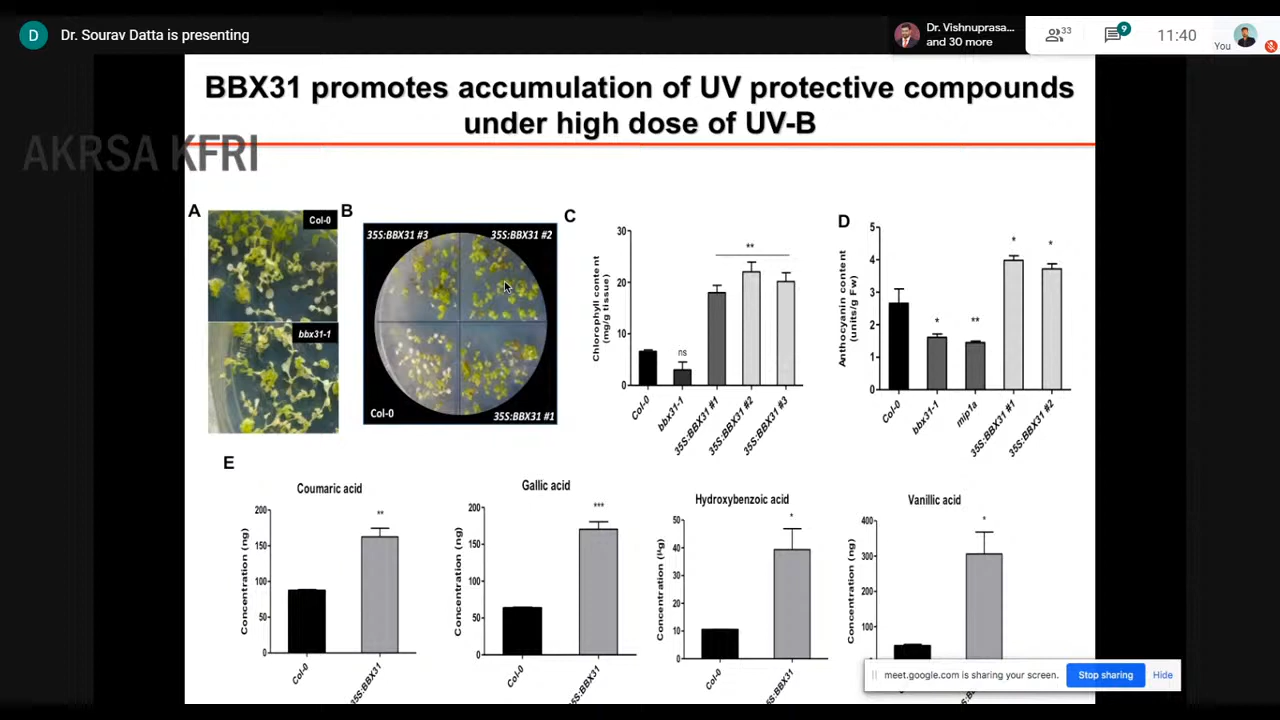 D
Dr. Sourav Datta is presenting
Dr. Vishnuprasa...
and 30 more
33
9
11:40
You
BBX31 promotes accumulation of UV protective compounds
under high dose of UV-B
AKRSA KFRI
A
Col-0
bbx31-1
B
35S:BBX31 #3
35S:BBX31 #2
Col-0
35S:BBX31 #1
C
Chlorophyll content
(mg/g tissue)
30
20
10
0
ns
**
Col-0
bbx31-1
35S:BBX31 #1
35S:BBX31 #2
35S:BBX31 #3
D
Anthocyanin content
(units/g Fw)
5
4
3
2
1
0
*
**
*
*
Col-0
bbx31-1
mlp1a
35S:BBX31 #1
35S:BBX31 #2
E
Coumaric acid
Concentration (ng)
200
150
100
50
0
**
Col-0
35S:BBX31
Gallic acid
Concentration (ng)
200
150
100
50
0
***
Col-0
35S:BBX31
Hydroxybenzoic acid
Concentration (µg)
50
40
30
20
10
0
*
Col-0
35S:BBX31
Vanillic acid
Concentration (ng)
400
300
200
100
*
meet.google.com is sharing your screen.
Stop sharing
Hide